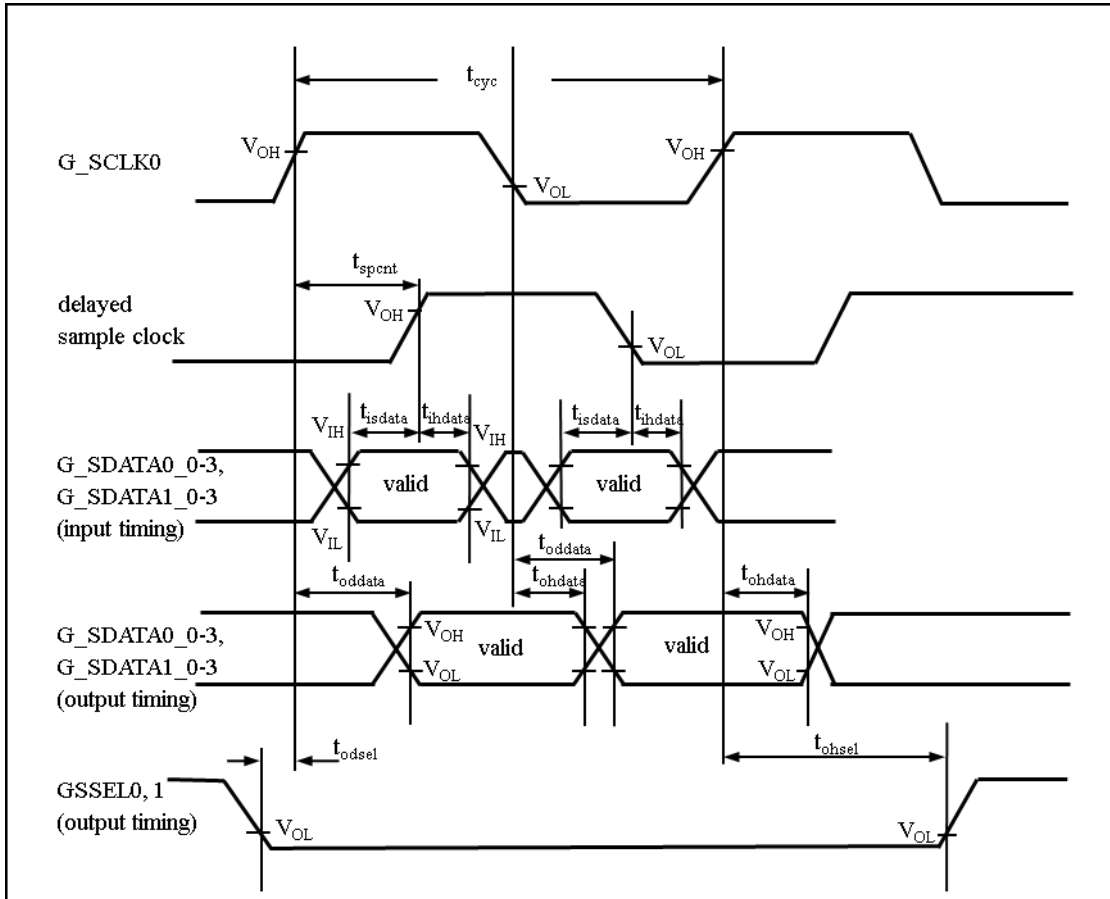 tcyc
G_SCLK0
VOH
VOL
VOH
tspcnt
delayed
sample clock
VOH
VOL
tisdata
tihdata
tisdata
tihdata
VIH
VIH
G_SDATA0_0-3,
G_SDATA1_0-3
(input timing)
valid
valid
VIL
VIL
toddata
tohdata
toddata
tohdata
G_SDATA0_0-3,
G_SDATA1_0-3
(output timing)
VOH
VOL
valid
valid
VOH
VOL
todsel
tohsel
GSSEL0, 1
(output timing)
VOL
VOL